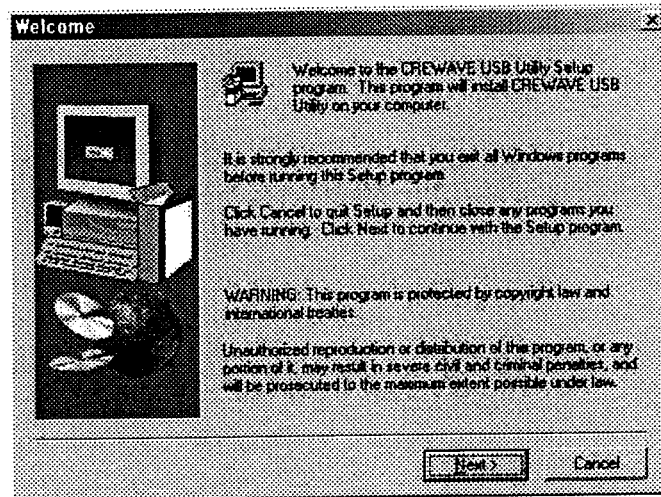 Welcome
Welcome to the CREWAVE USB Utility Setup
program. This program will install CREWAVE USB
Utility on your computer.
It is strongly recommended that you exit all Windows programs
before running this Setup program.
Click Cancel to quit Setup and then close any programs you
have running. Click Next to continue with the Setup program.
WARNING: This program is protected by copyright law and
international treaties.
Unauthorized reproduction or distribution of this program, or any
portion of it, may result in severe civil and criminal penalties, and
will be prosecuted to the maximum extent possible under law.
Next >
Cancel